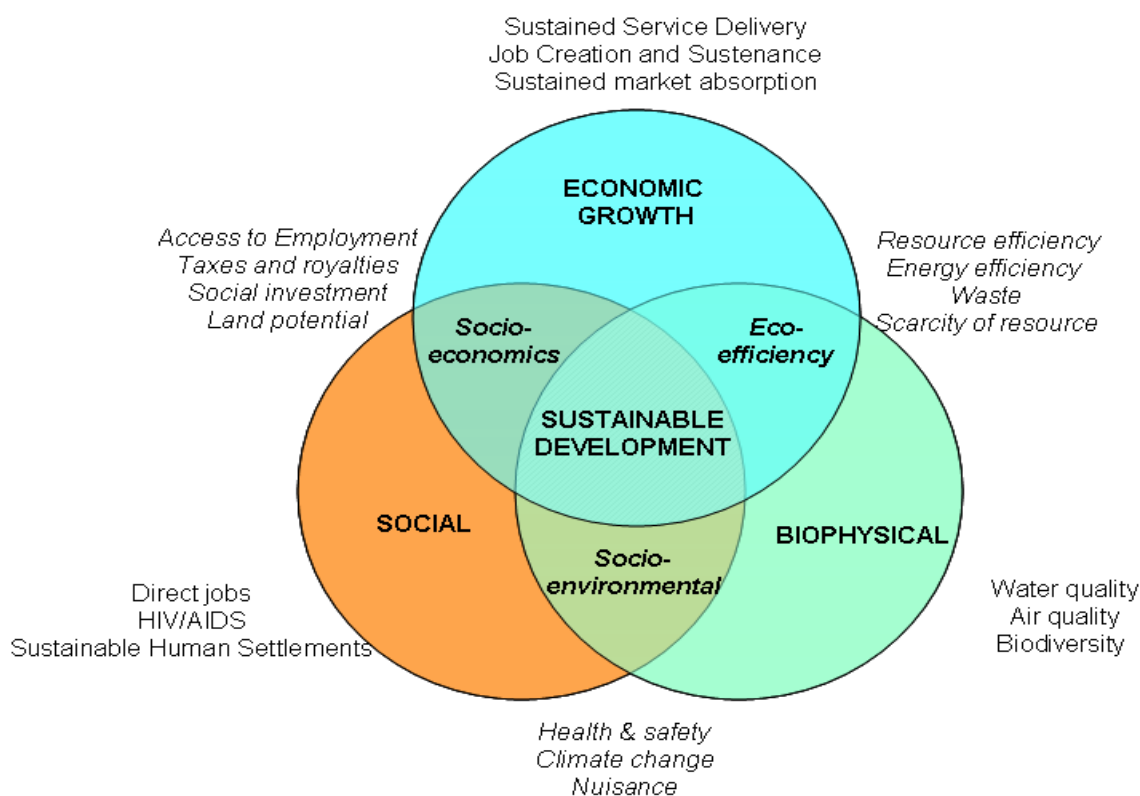 Sustained Service Delivery
Job Creation and Sustenance
Sustained market absorption
ECONOMIC
GROWTH
Access to Employment
Taxes and royalties
Social investment
Land potential
Resource efficiency
Energy efficiency
Waste
Scarcity of resource
Socio-
economics
Eco-
efficiency
SUSTAINABLE
DEVELOPMENT
SOCIAL
BIOPHYSICAL
Socio-
environmental
Direct jobs
HIV/AIDS
Sustainable Human Settlements
Water quality
Air quality
Biodiversity
Health & safety
Climate change
Nuisance